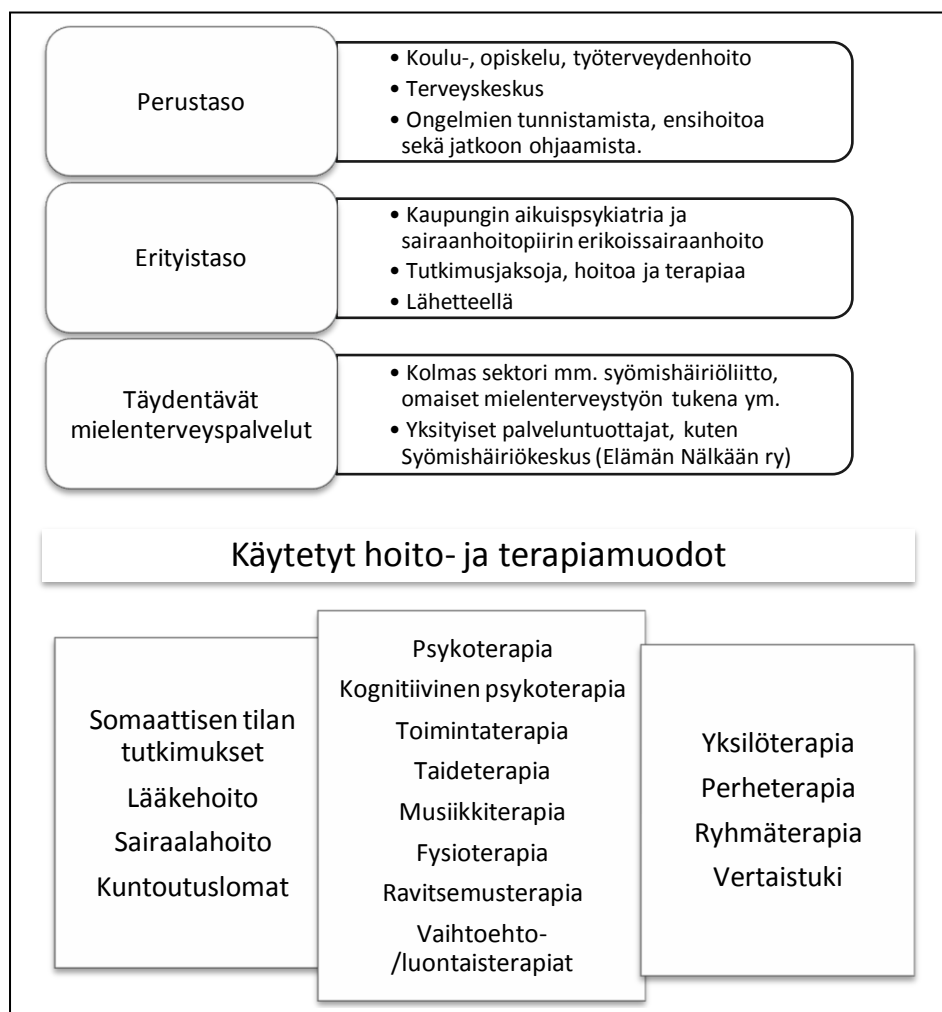 Perustaso
• Koulu-, opiskelu, työterveydenhoito
• Terveyskeskus
• Ongelmien tunnistamista, ensihoitoa
sekä jatkoon ohjaamista.
Erityistaso
• Kaupungin aikuispsykiatria ja
sairaanhoitopiirin erikoissairaanhoito
• Tutkimusjaksoja, hoitoa ja terapiaa
• Lähetteellä
Täydentävät
mielenterveyspalvelut
• Kolmas sektori mm. syömishäiriöliitto,
omaiset mielenterveystyön tukena ym.
• Yksityiset palveluntuottajat, kuten
Syömishäiriökeskus (Elämän Nälkään ry)
Käytetyt hoito- ja terapiamuodot
Somaattisen tilan
tutkimukset
Lääkehoito
Sairaalahoito
Kuntoutuslomat
Psykoterapia
Kognitiivinen psykoterapia
Toimintaterapia
Taideterapia
Musiikkiterapia
Fysioterapia
Ravitsemusterapia
Vaihtoehto-
/luontaisterapiat
Yksilöterapia
Perheterapia
Ryhmäterapia
Vertaistuki